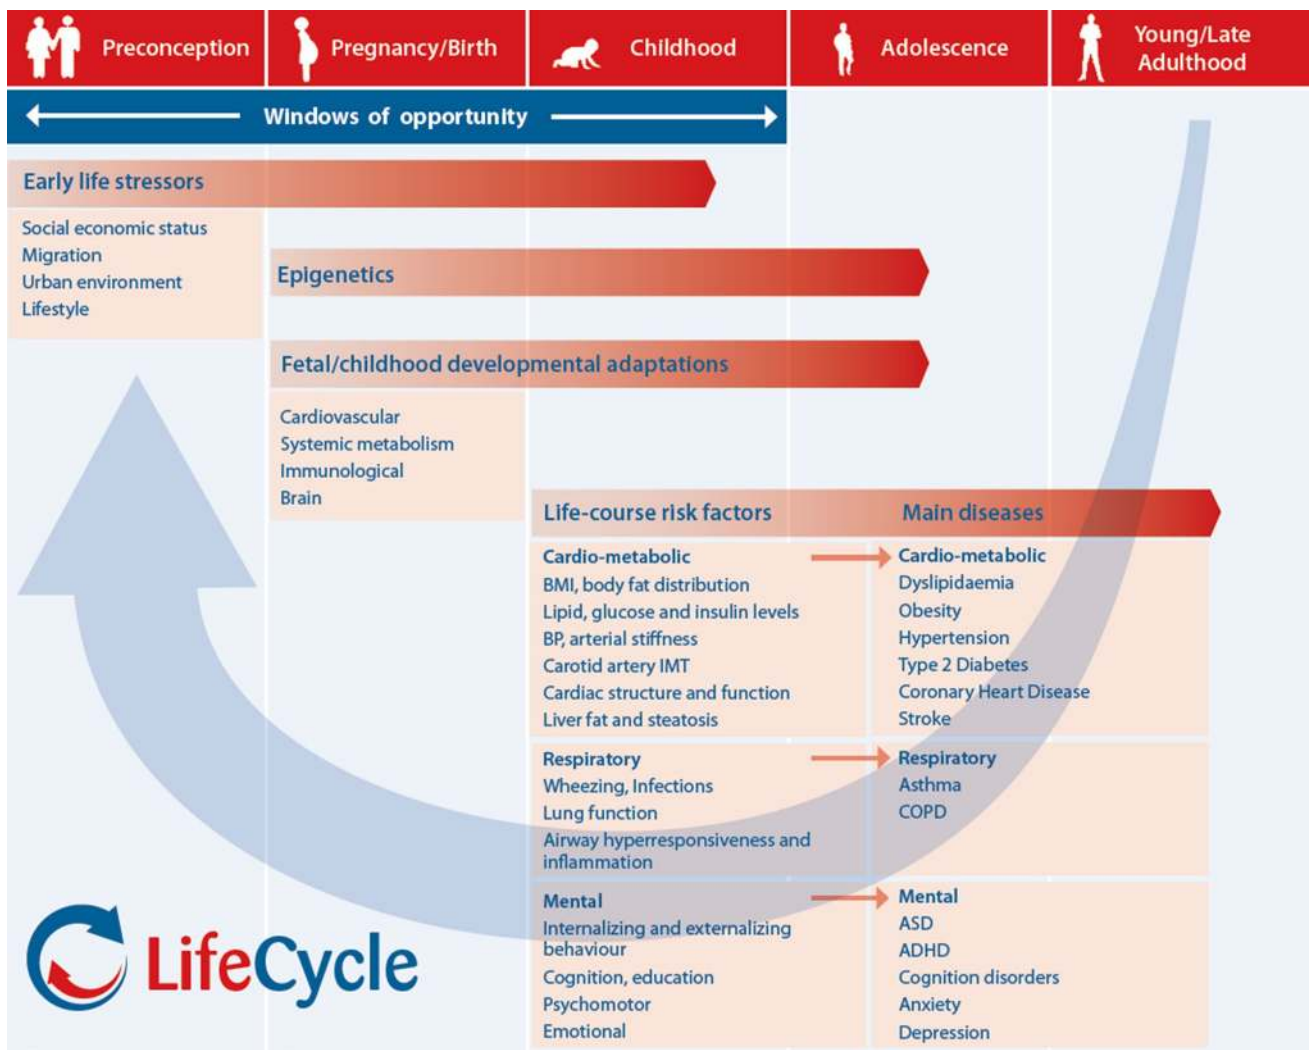 Preconception
Pregnancy/Birth
Childhood
Adolescence
Young/Late
Adulthood
Windows of opportunity
Early life stressors
Social economic status
Migration
Urban environment
Lifestyle
Epigenetics
Fetal/childhood developmental adaptations
Cardiovascular
Systemic metabolism
Immunological
Brain
Life-course risk factors
Main diseases
Cardio-metabolic
BMI, body fat distribution
Lipid, glucose and insulin levels
BP, arterial stiffness
Carotid artery IMT
Cardiac structure and function
Liver fat and steatosis
Cardio-metabolic
Dyslipidaemia
Obesity
Hypertension
Type 2 Diabetes
Coronary Heart Disease
Stroke
Respiratory
Wheezing, Infections
Lung function
Airway hyperresponsiveness and
inflammation
Respiratory
Asthma
COPD
Mental
Internalizing and externalizing
behaviour
Cognition, education
Psychomotor
Emotional
Mental
ASD
ADHD
Cognition disorders
Anxiety
Depression
LifeCycle